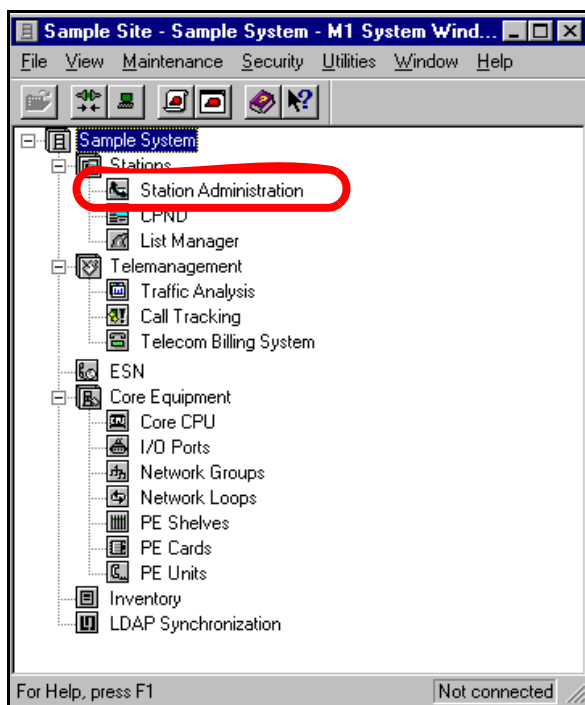 Sample Site - Sample System - M1 System Wind...
File View Maintenance Security Utilities Window Help
Sample System
Stations
Station Administration
CPND
List Manager
Telemanagement
Traffic Analysis
Call Tracking
Telecom Billing System
ESN
Core Equipment
Core CPU
I/O Ports
Network Groups
Network Loops
PE Shelves
PE Cards
PE Units
Inventory
LDAP Synchronization
For Help, press F1 Not connected